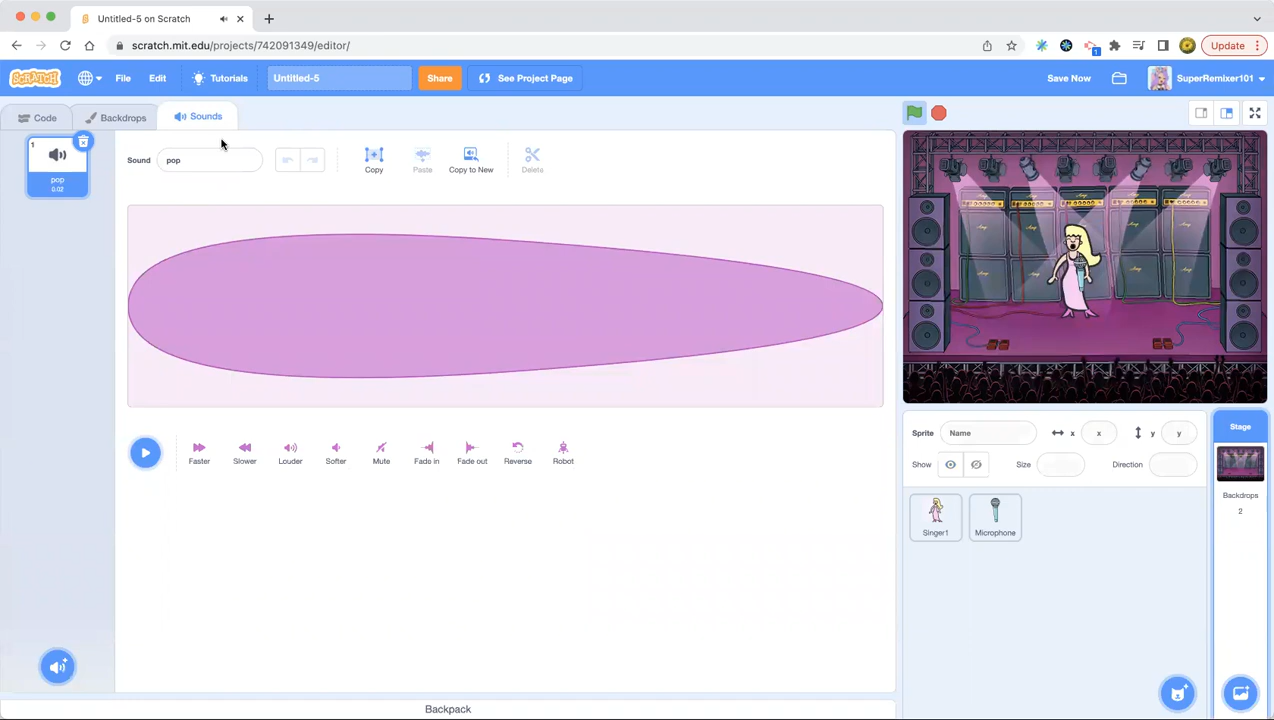 Untitled-5 on Scratch
scratch.mit.edu/projects/742091349/editor/
1
Update
SCRATCH
File
Edit
Tutorials
Untitled-5
Share
See Project Page
Save Now
SuperRemixer101
Code
Backdrops
Sounds
1
pop
0.02
Sound
pop
Copy
Paste
Copy to New
Delete
Faster
Slower
Louder
Softer
Mute
Fade in
Fade out
Reverse
Robot
Sprite
Name
x
x
y
y
Show
Size
Direction
Singer1
Microphone
Stage
Backdrops
2
Backpack